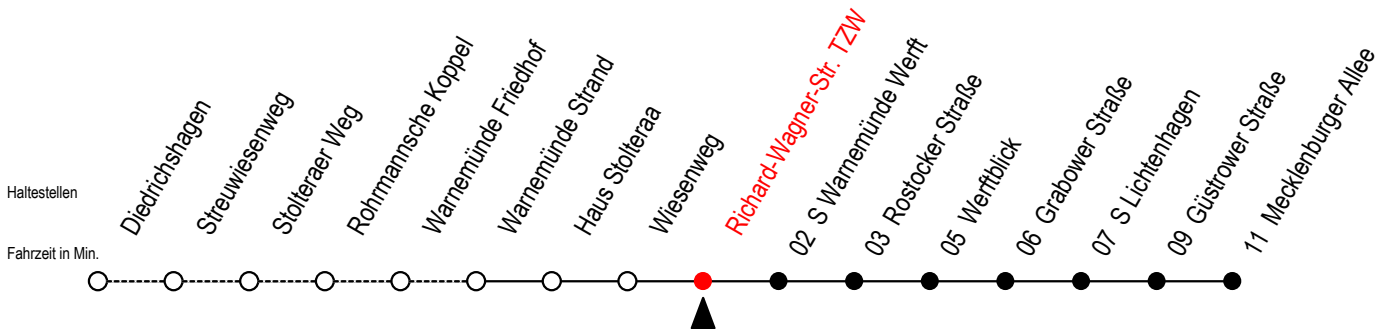 Haltestellen
Fahrzeit in Min.
Diedrichshagen
Streuwiesenweg
Stolteraer Weg
Rohrmannsche Koppel
Warnemünde Friedhof
Warnemünde Strand
Haus Stolteraa
Wiesenweg
Richard-Wagner-Str. TZW
02 S Warnemünde Werft
03 Rostocker Straße
05 Werftblick
06 Grabower Straße
07 S Lichtenhagen
09 Güstrower Straße
11 Mecklenburger Allee